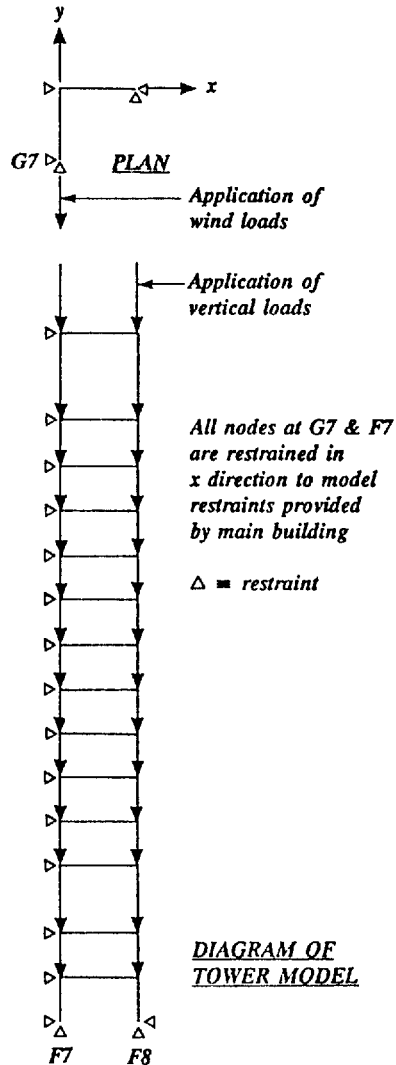 y
x
G7
PLAN
Application of
wind loads
Application of
vertical loads
All nodes at G7 & F7
are restrained in
x direction to model
restraints provided
by main building
△ = restraint
DIAGRAM OF
TOWER MODEL
F7
F8